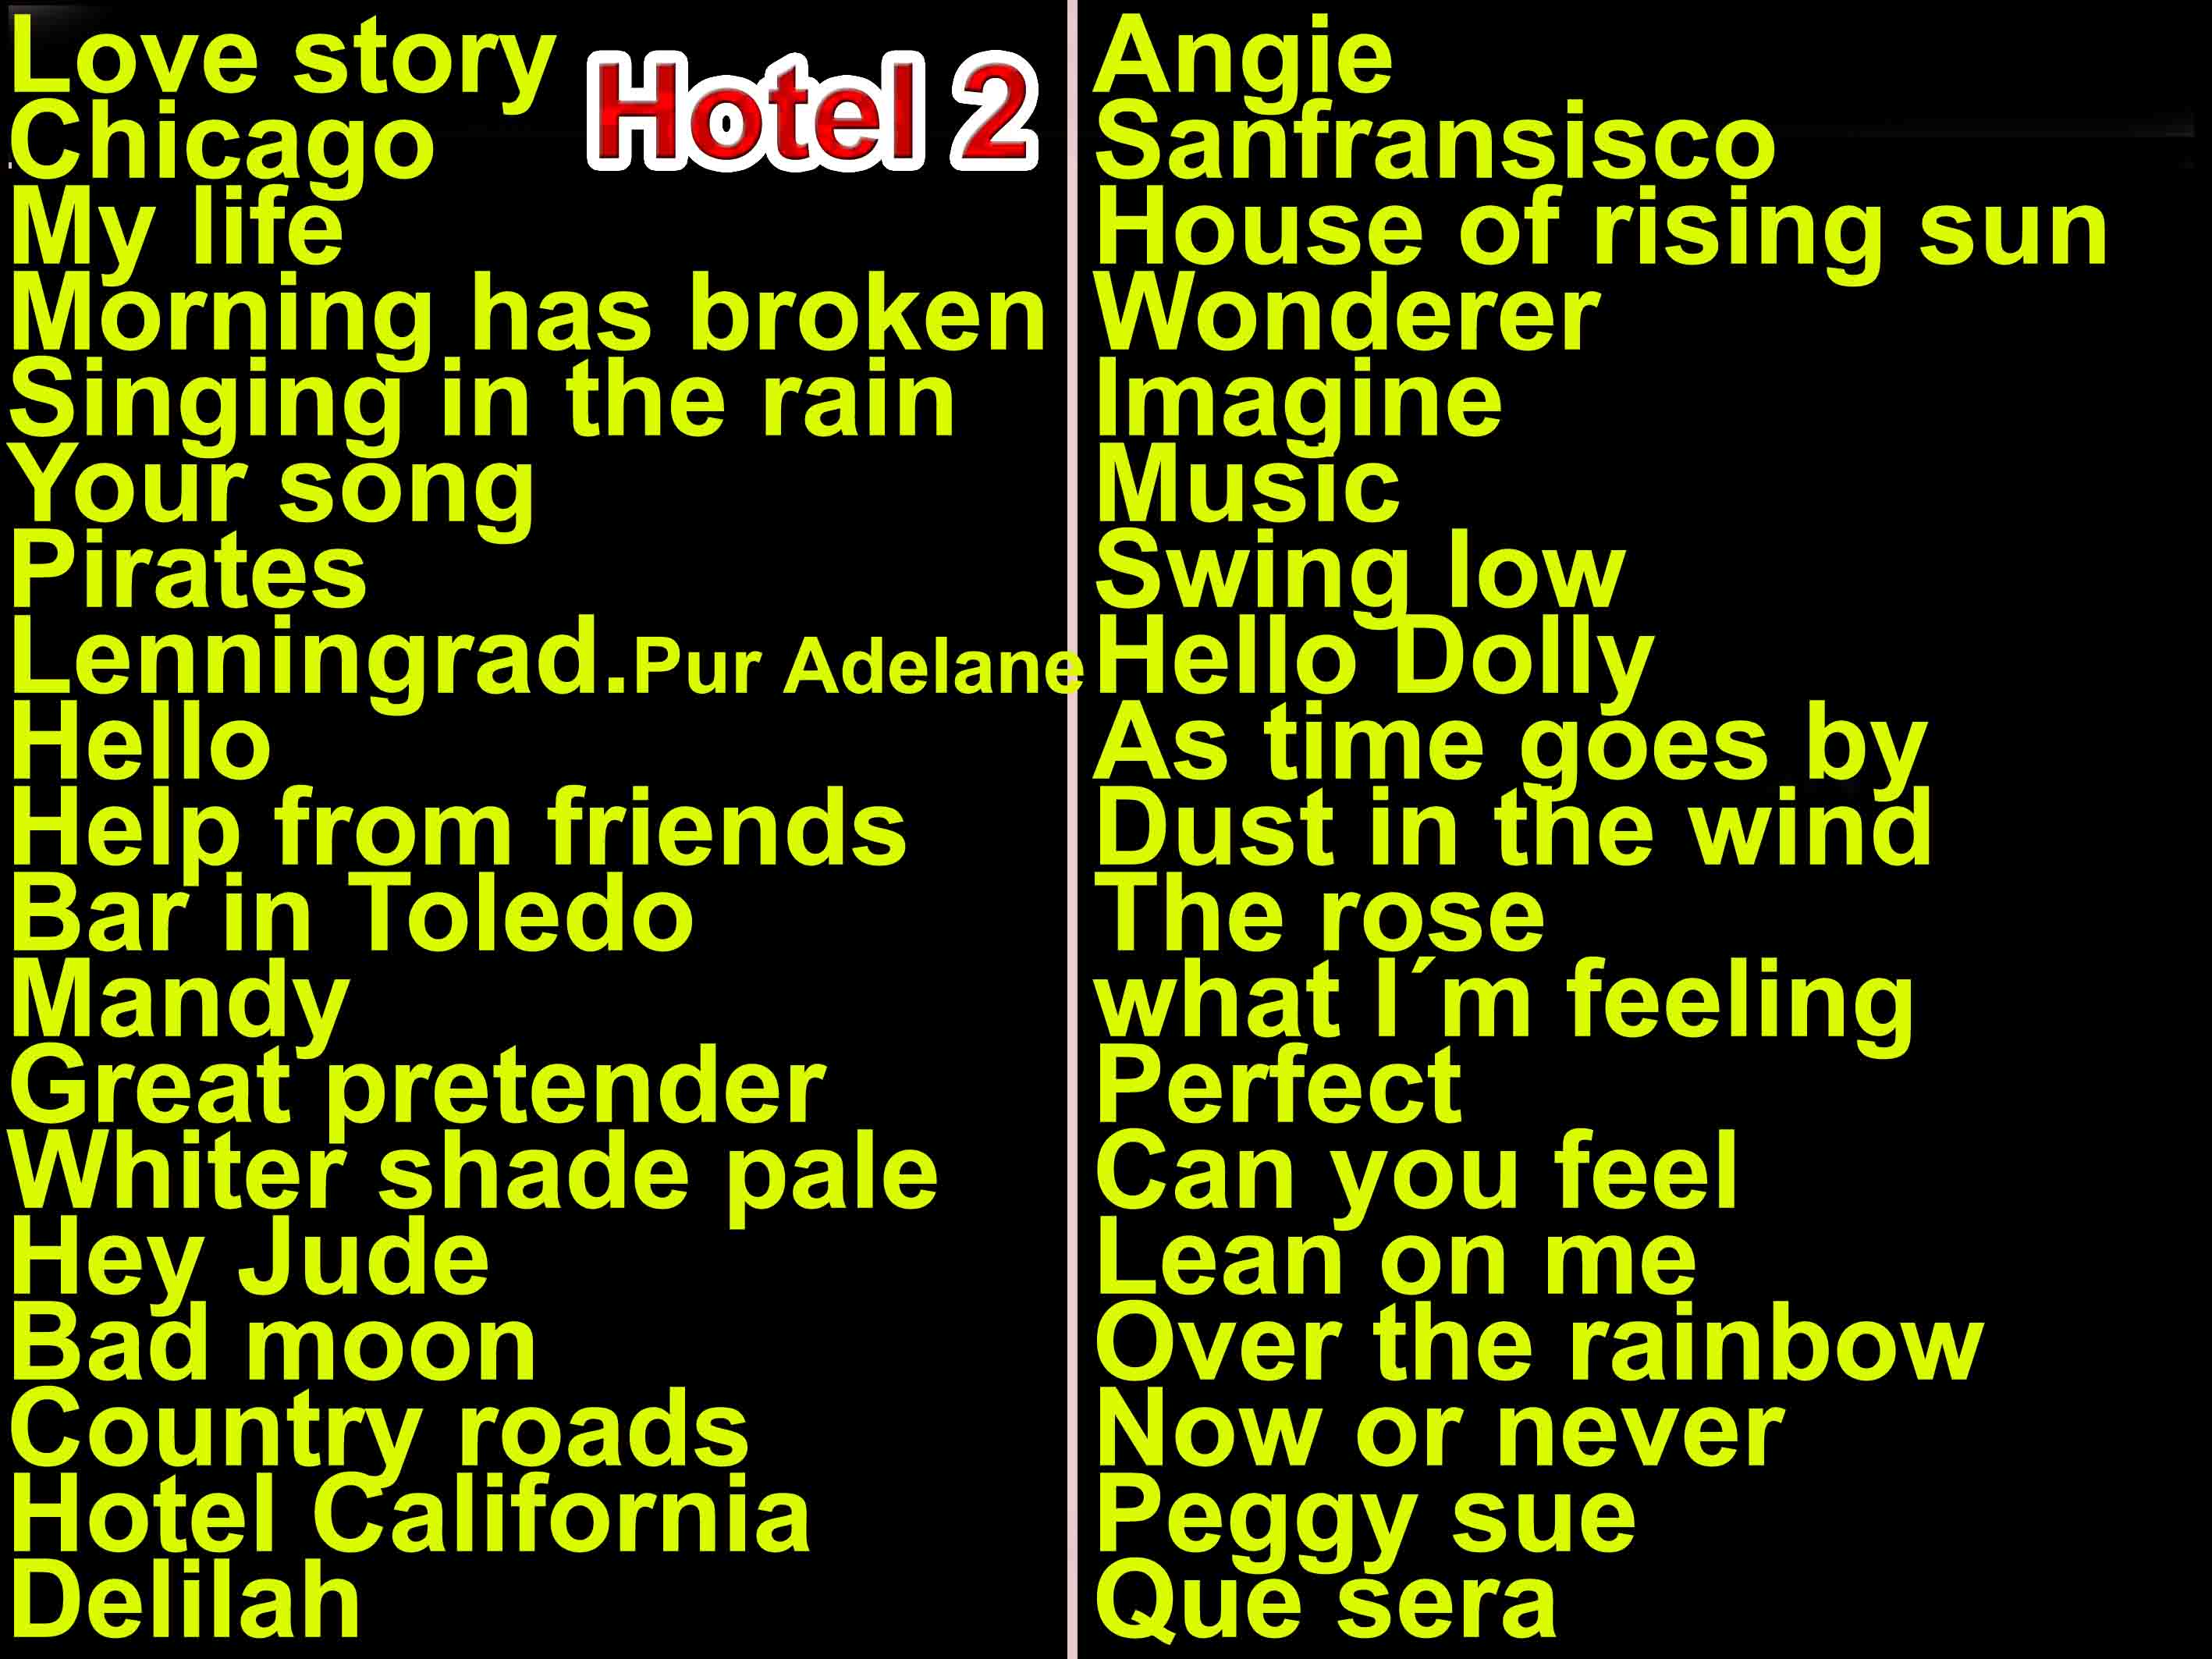 Love story
Hotel 2
Chicago
My life
Morning has broken
Singing in the rain
Your song
Pirates
Lenningrad.Pur Adelane
Hello
Help from friends
Bar in Toledo
Mandy
Great pretender
Whiter shade pale
Hey Jude
Bad moon
Country roads
Hotel California
Delilah
Angie
Sanfransisco
House of rising sun
Wonderer
Imagine
Music
Swing low
Hello Dolly
As time goes by
Dust in the wind
The rose
what I´m feeling
Perfect
Can you feel
Lean on me
Over the rainbow
Now or never
Peggy sue
Que sera